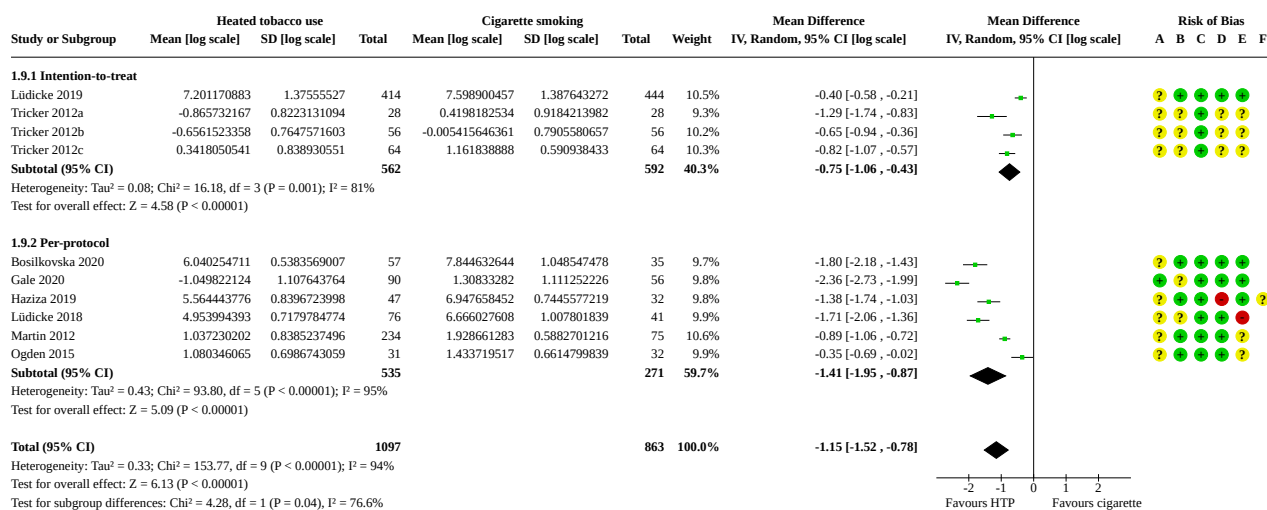 Heated tobacco use Cigarette smoking Mean Difference Mean Difference Risk of Bias
Study or Subgroup Mean [log scale] SD [log scale] Total Mean [log scale] SD [log scale] Total Weight IV, Random, 95% CI [log scale] IV, Random, 95% CI [log scale] A B C D E F
1.9.1 Intention-to-treat
Lüdicke 2019 7.201170883 1.37555527 414 7.598900457 1.387643272 444 10.5% -0.40 [-0.58 , -0.21] ? + + + +
Tricker 2012a -0.865732167 0.8223131094 28 0.4198182534 0.9184213982 28 9.3% -1.29 [-1.74 , -0.83] ? ? + ? ?
Tricker 2012b -0.6561523358 0.7647571603 56 -0.005415646361 0.7905580657 56 10.2% -0.65 [-0.94 , -0.36] ? ? + ? ?
Tricker 2012c 0.3418050541 0.838930551 64 1.161838888 0.590938433 64 10.3% -0.82 [-1.07 , -0.57] ? ? + ? ?
Subtotal (95% CI) 562 592 40.3% -0.75 [-1.06 , -0.43]
Heterogeneity: Tau² = 0.08; Chi² = 16.18, df = 3 (P = 0.001); I² = 81%
Test for overall effect: Z = 4.58 (P < 0.00001)
1.9.2 Per-protocol
Bosilkovska 2020 6.040254711 0.5383569007 57 7.844632644 1.048547478 35 9.7% -1.80 [-2.18 , -1.43] ? + + + +
Gale 2020 -1.049822124 1.107643764 90 1.30833282 1.111252226 56 9.8% -2.36 [-2.73 , -1.99] + ? + + +
Haziza 2019 5.564443776 0.8396723998 47 6.947658452 0.7445577219 32 9.8% -1.38 [-1.74 , -1.03] ? + + - ? ?
Lüdicke 2018 4.953994393 0.7179784774 76 6.666027608 1.007801839 41 9.9% -1.71 [-2.06 , -1.36] ? ? + + -
Martin 2012 1.037230202 0.8385237496 234 1.928661283 0.5882701216 75 10.6% -0.89 [-1.06 , -0.72] ? + + + ?
Ogden 2015 1.080346065 0.6986743059 31 1.433719517 0.6614799839 32 9.9% -0.35 [-0.69 , -0.02] ? + + + ?
Subtotal (95% CI) 535 271 59.7% -1.41 [-1.95 , -0.87]
Heterogeneity: Tau² = 0.43; Chi² = 93.80, df = 5 (P < 0.00001); I² = 95%
Test for overall effect: Z = 5.09 (P < 0.00001)
Total (95% CI) 1097 863 100.0% -1.15 [-1.52 , -0.78]
Heterogeneity: Tau² = 0.33; Chi² = 153.77, df = 9 (P < 0.00001); I² = 94%
Test for overall effect: Z = 6.13 (P < 0.00001) -2 -1 0 1 2
Test for subgroup differences: Chi² = 4.28, df = 1 (P = 0.04), I² = 76.6% Favours HTP Favours cigarette